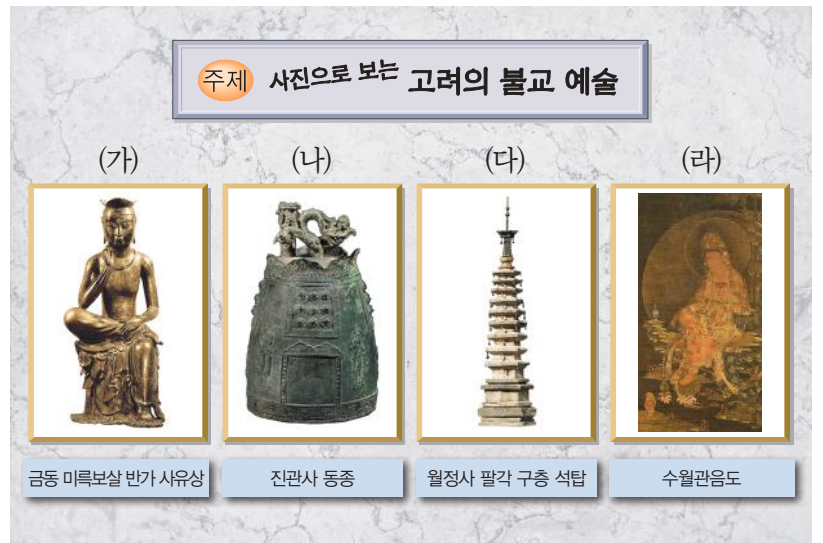 주제 사진으로 보는 고려의 불교 예술
(가) (나) (다) (라)
금동 미륵보살 반가 사유상 진관사 동종 월정사 팔각 구층 석탑 수월관음도